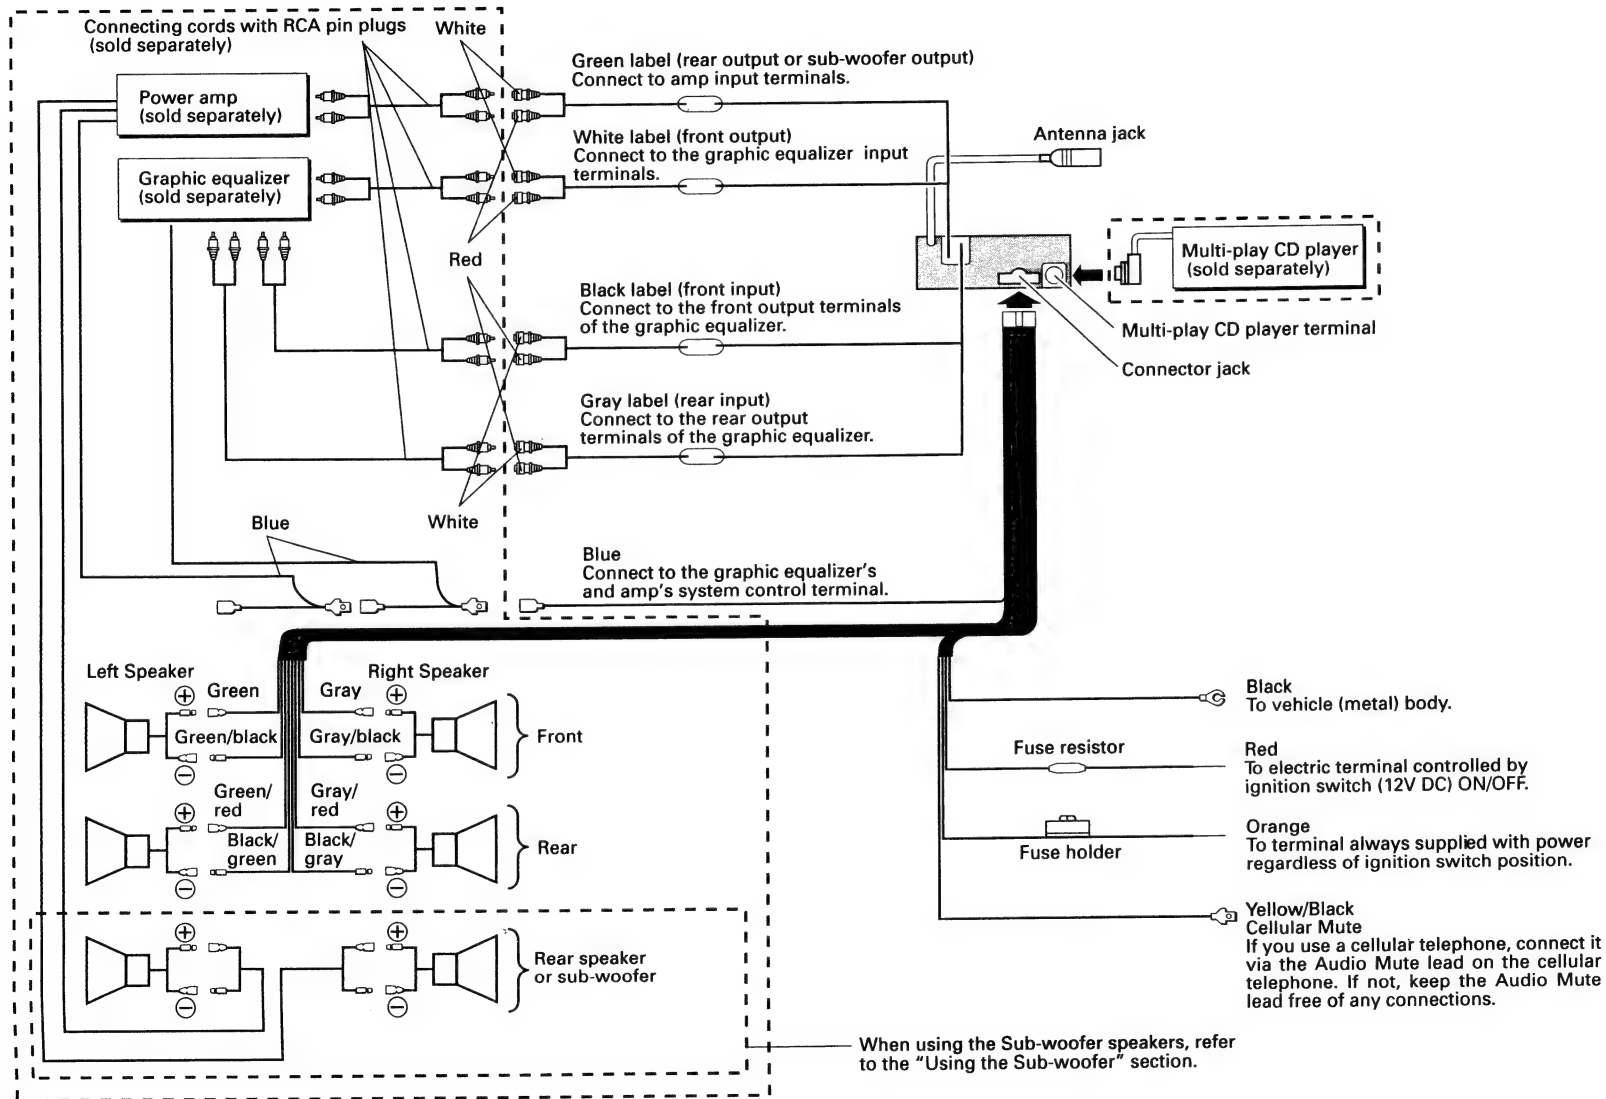 Connecting cords with RCA pin plugs
(sold separately)
White
Green label (rear output or sub-woofer output)
Connect to amp input terminals.
Power amp
(sold separately)
White label (front output)
Connect to the graphic equalizer input
terminals.
Antenna jack
Graphic equalizer
(sold separately)
Red
Multi-play CD player
(sold separately)
Black label (front input)
Connect to the front output terminals
of the graphic equalizer.
Multi-play CD player terminal
Connector jack
Gray label (rear input)
Connect to the rear output
terminals of the graphic equalizer.
White
Blue
Blue
Connect to the graphic equalizer's
and amp's system control terminal.
Left Speaker
Right Speaker
⊕
Green
Gray
⊕
Green/black
Gray/black
Front
⊖
⊖
Green/
red
Gray/
red
⊕
⊕
Black/
green
Black/
gray
Rear
⊖
⊖
⊕
⊕
Rear speaker
or sub-woofer
⊖
⊖
Black
To vehicle (metal) body.
Fuse resistor
Red
To electric terminal controlled by
ignition switch (12V DC) ON/OFF.
Fuse holder
Orange
To terminal always supplied with power
regardless of ignition switch position.
Yellow/Black
Cellular Mute
If you use a cellular telephone, connect it
via the Audio Mute lead on the cellular
telephone. If not, keep the Audio Mute
lead free of any connections.
When using the Sub-woofer speakers, refer
to the "Using the Sub-woofer" section.